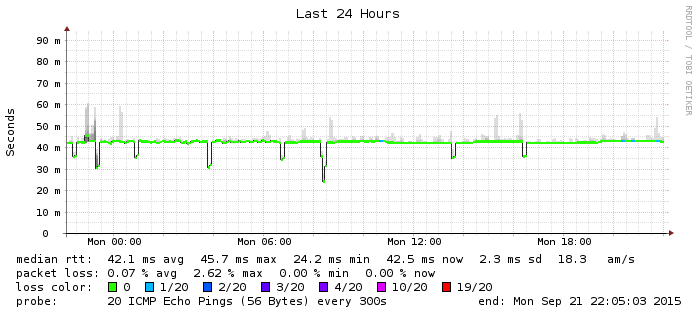 Last 24 Hours
RRDTOOL / TOBI OETIKER
Seconds
90 m
80 m
70 m
60 m
50 m
40 m
30 m
20 m
10 m
0
Mon 00:00 Mon 06:00 Mon 12:00 Mon 18:00
median rtt: 42.1 ms avg 45.7 ms max 24.2 ms min 42.5 ms now 2.3 ms sd 18.3 am/s
packet loss: 0.07 % avg 2.62 % max 0.00 % min 0.00 % now
loss color: 0 1/20 2/20 3/20 4/20 10/20 19/20
probe: 20 ICMP Echo Pings (56 Bytes) every 300s end: Mon Sep 21 22:05:03 2015